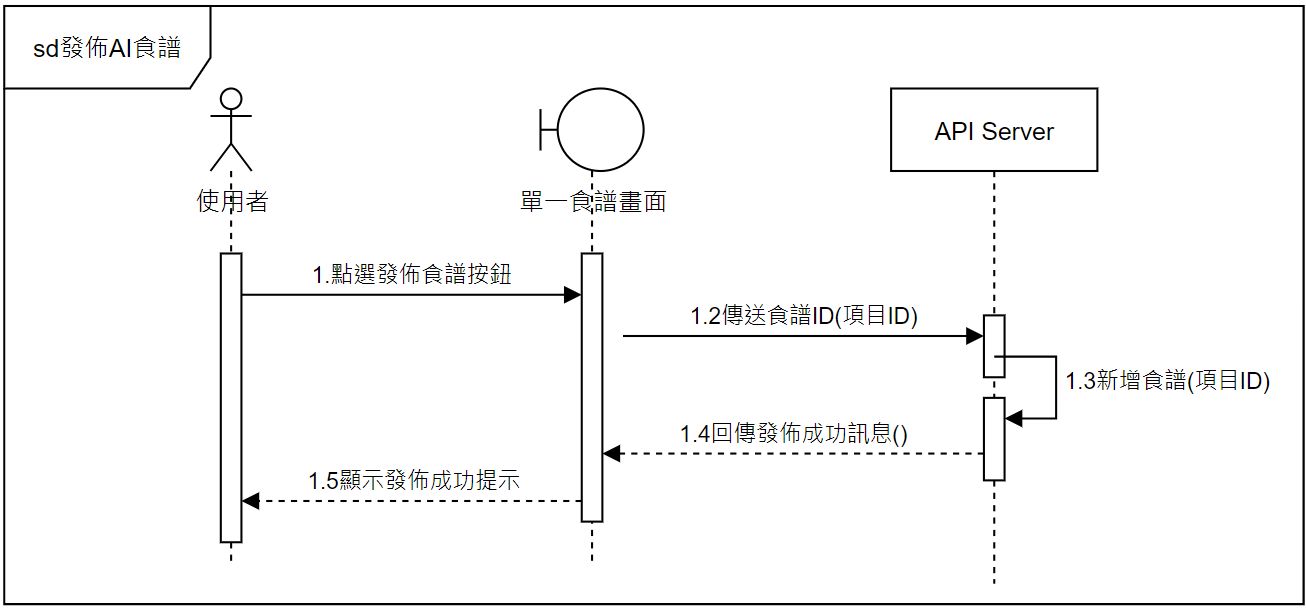 sd發佈AI食譜
API Server
使用者
單一食譜畫面
1.點選發佈食譜按鈕
1.2傳送食譜ID(項目ID)
1.3新增食譜(項目ID)
1.4回傳發佈成功訊息()
1.5顯示發佈成功提示